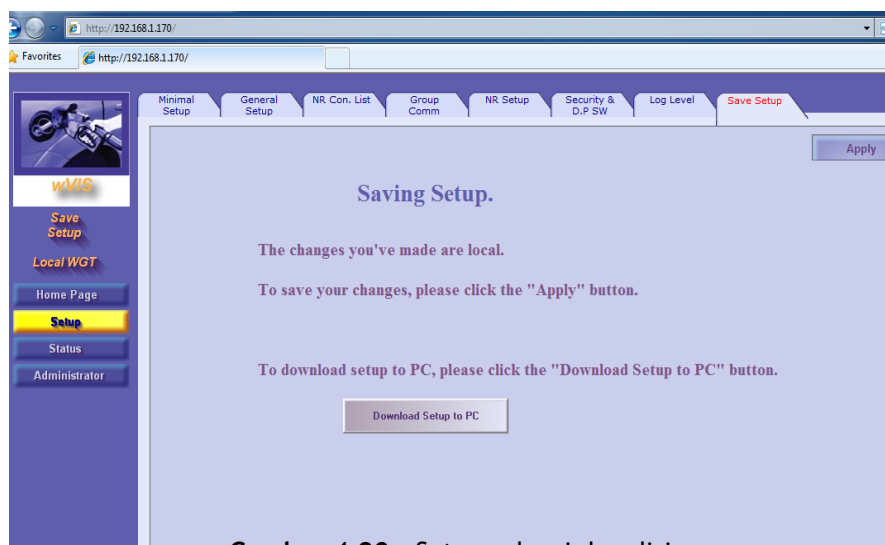 http://192.168.1.170/
Favorites
http://192.168.1.170/
Minimal Setup
General Setup
NR Con. List
Group Comm
NR Setup
Security & D.P SW
Log Level
Save Setup
Apply
wVIS
Save
Setup
Local WGT
Home Page
Setup
Status
Administrator
Saving Setup.
The changes you've made are local.
To save your changes, please click the "Apply" button.
To download setup to PC, please click the "Download Setup to PC" button.
Download Setup to PC